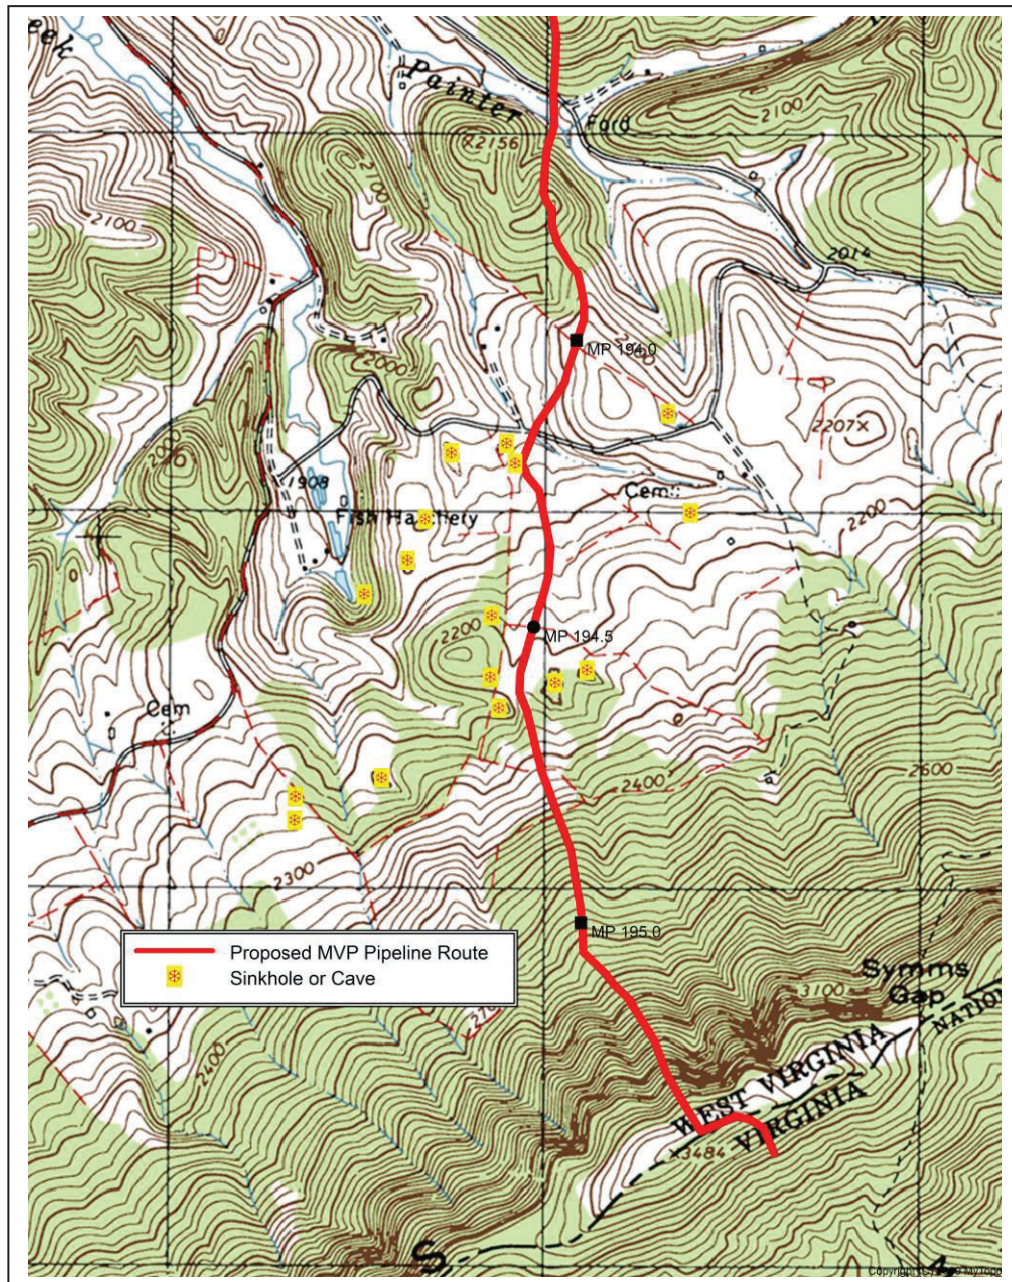 eek
Painter
Ford
2100
×2156
2100
2100
2014
MP 194.0
2207×
1908
Cem
Fish Hatchery
2200
2200
MP 194.5
Cem
2400
2600
2300
MP 195.0
Proposed MVP Pipeline Route
Sinkhole or Cave
Symms
Gap
3100
NATION
WEST VIRGINIA
VIRGINIA
2400
×3484
S